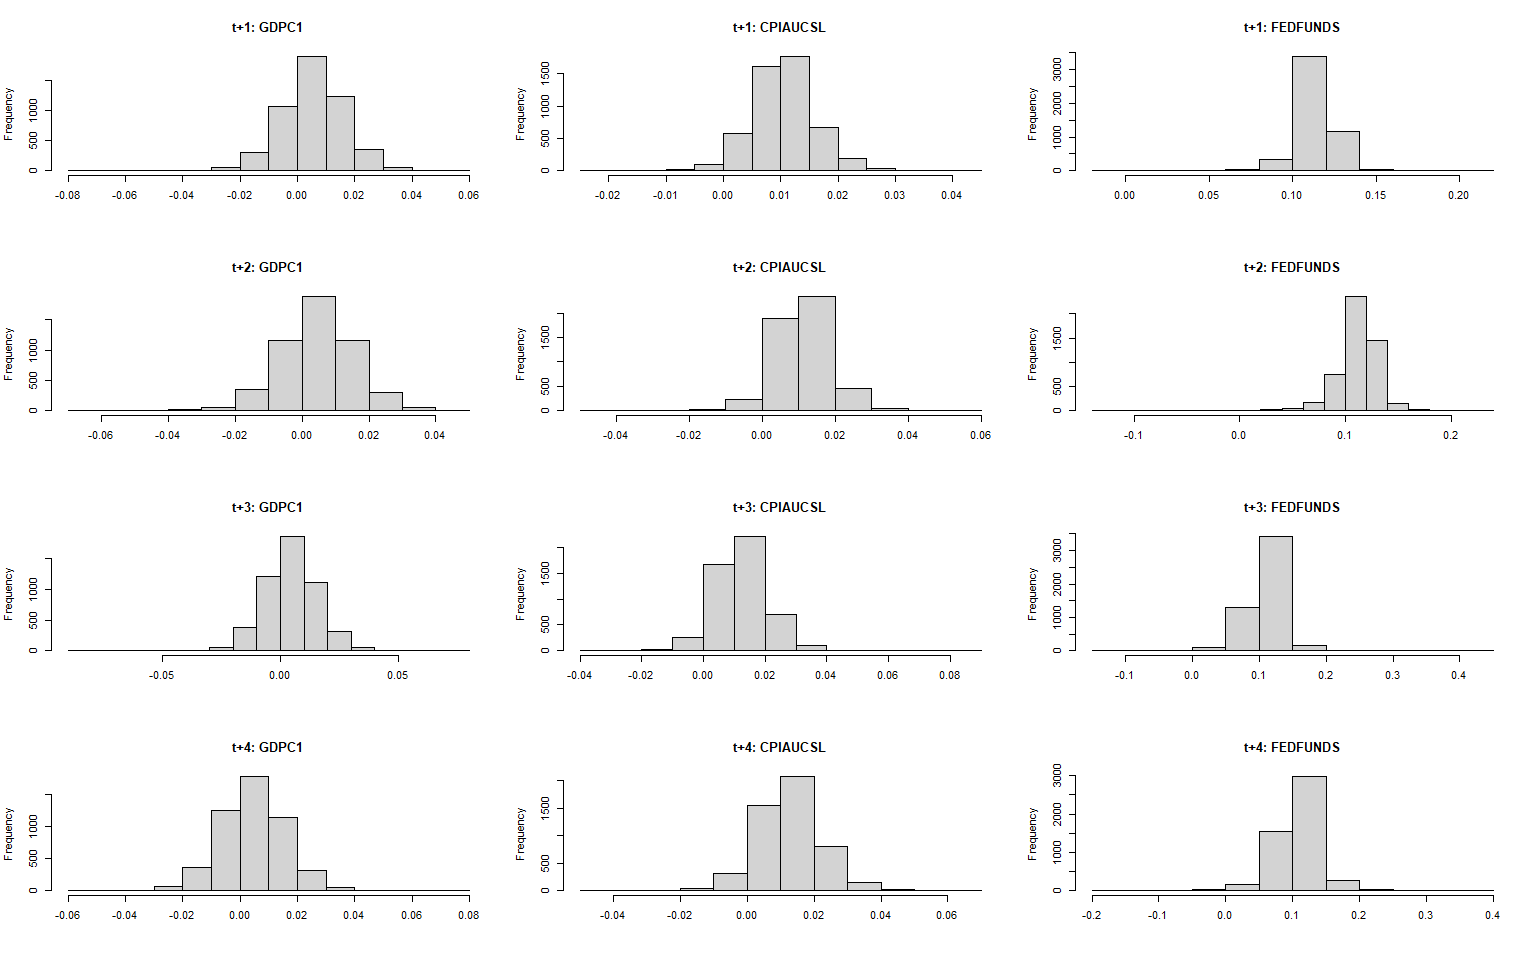 t+1: GDPC1
Frequency
0 500 1000
-0.08 -0.06 -0.04 -0.02 0.00 0.02 0.04 0.06
t+1: CPIAUCSL
Frequency
0 500 1000 1500
-0.02 -0.01 0.00 0.01 0.02 0.03 0.04
t+1: FEDFUNDS
Frequency
0 1000 2000 3000
0.00 0.05 0.10 0.15 0.20
t+2: GDPC1
Frequency
0 500 1000
-0.06 -0.04 -0.02 0.00 0.02 0.04
t+2: CPIAUCSL
Frequency
0 500 1500
-0.04 -0.02 0.00 0.02 0.04 0.06
t+2: FEDFUNDS
Frequency
0 500 1500
-0.1 0.0 0.1 0.2
t+3: GDPC1
Frequency
0 500 1000
-0.05 0.00 0.05
t+3: CPIAUCSL
Frequency
0 500 1500
-0.04 -0.02 0.00 0.02 0.04 0.06 0.08
t+3: FEDFUNDS
Frequency
0 1000 2000 3000
-0.1 0.0 0.1 0.2 0.3 0.4
t+4: GDPC1
Frequency
0 500 1000
-0.06 -0.04 -0.02 0.00 0.02 0.04 0.06 0.08
t+4: CPIAUCSL
Frequency
0 500 1500
-0.04 -0.02 0.00 0.02 0.04 0.06
t+4: FEDFUNDS
Frequency
0 1000 2000 3000
-0.2 -0.1 0.0 0.1 0.2 0.3 0.4